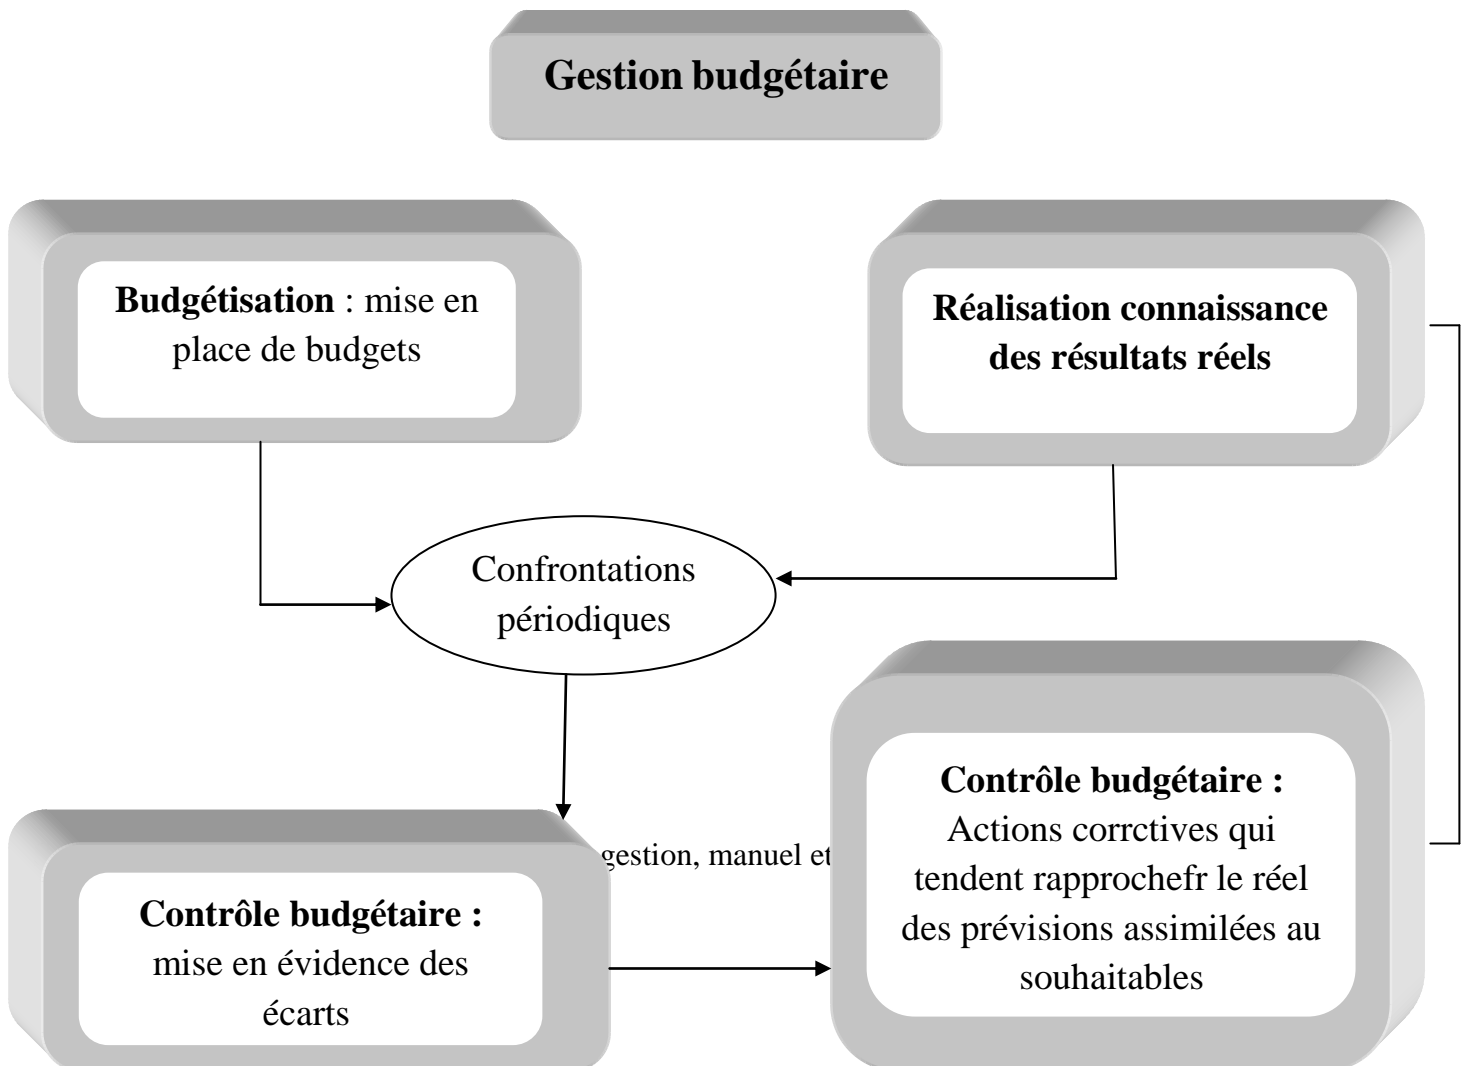 Gestion budgétaire
Budgétisation : mise en
place de budgets
Réalisation connaissance
des résultats réels
Confrontations
périodiques
gestion, manuel et
Contrôle budgétaire :
mise en évidence des
écarts
Contrôle budgétaire :
Actions corrctives qui
tendent rapprochefr le réel
des prévisions assimilées au
souhaitables